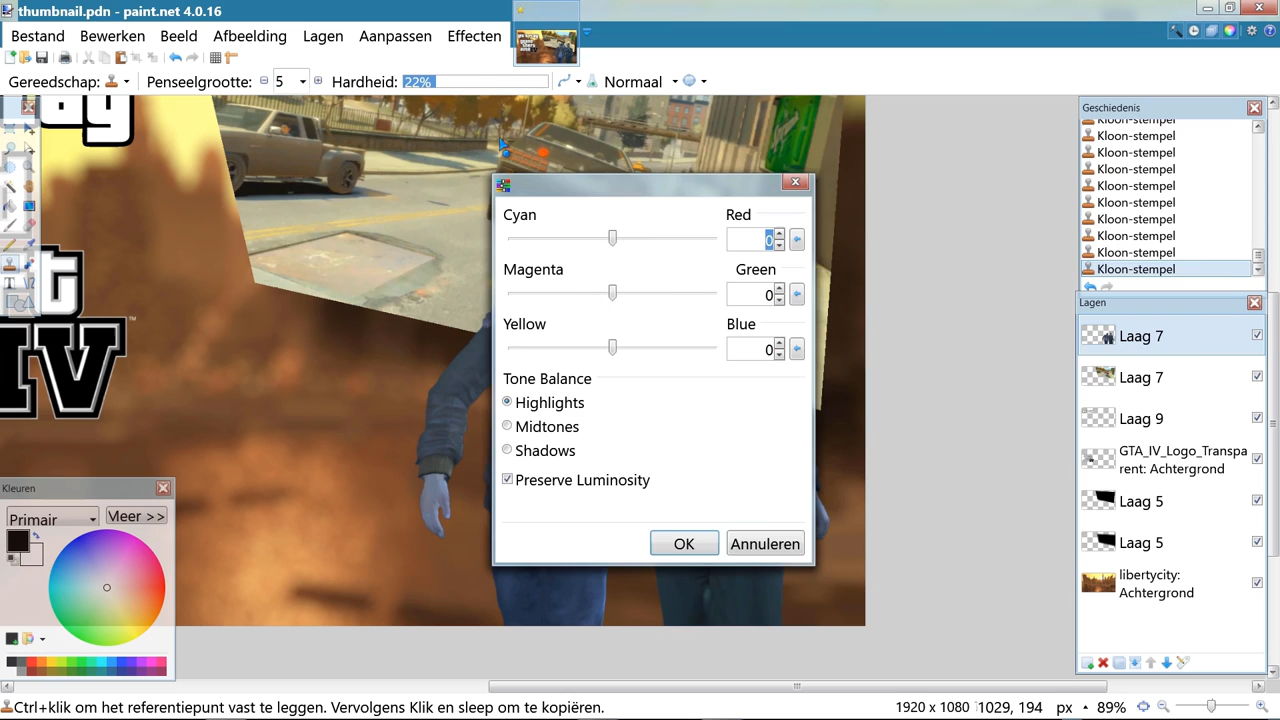 thumbnail.pdn - paint.net 4.0.16
Bestand Bewerken Beeld Afbeelding Lagen Aanpassen Effecten
Gereedschap: Penseelgrootte: 5 Hardheid: 22% Normaal
Geschiedenis
Kloon-stempel
Kloon-stempel
Kloon-stempel
Kloon-stempel
Kloon-stempel
Kloon-stempel
Kloon-stempel
Kloon-stempel
Kloon-stempel
Kloon-stempel
IV
™
Cyan Red
0
Magenta Green
0
Yellow Blue
0
Tone Balance
Highlights
Midtones
Shadows
Preserve Luminosity
OK Annuleren
Lagen
Laag 7
Laag 7
Laag 9
GTA_IV_Logo_Transpa
rent: Achtergrond
Laag 5
Laag 5
libertycity:
Achtergrond
Kleuren
Primair Meer >>
Ctrl+klik om het referentiepunt vast te leggen. Vervolgens Klik en sleep om te kopiëren. 1920 x 1080 1029, 194 px 89%